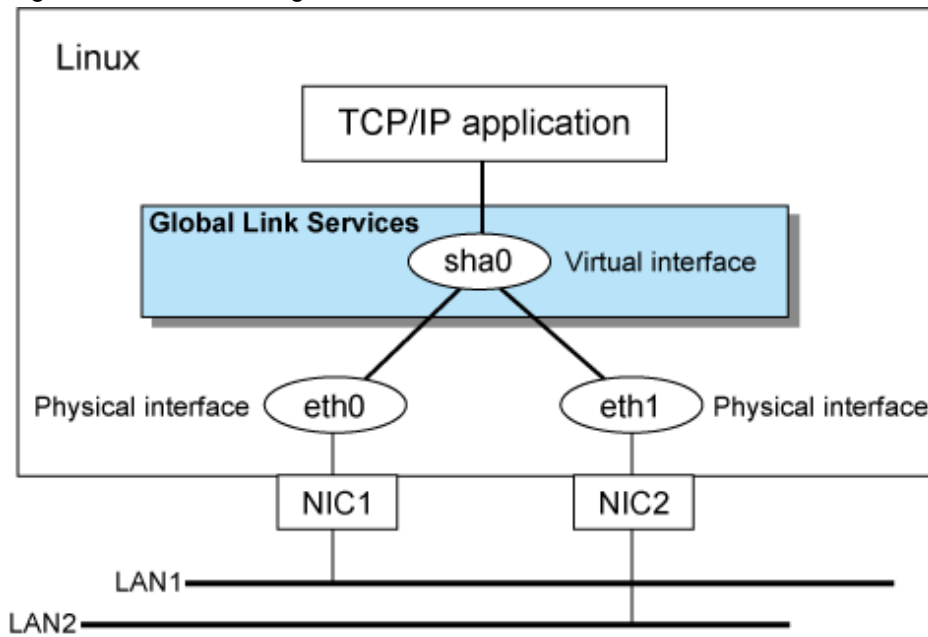 Linux
TCP/IP application
Global Link Services
sha0 Virtual interface
Physical interface eth0 eth1 Physical interface
NIC1 NIC2
LAN1
LAN2